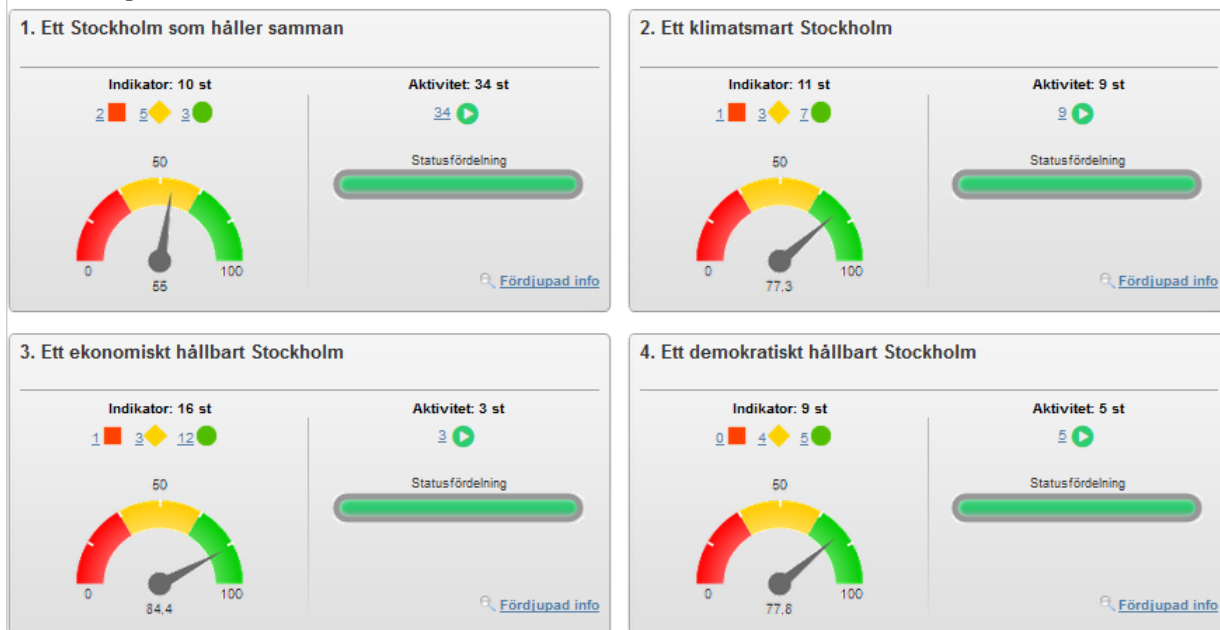 1. Ett Stockholm som håller samman
Indikator: 10 st
Aktivitet: 34 st
2 5 3
34
50
Statusfördelning
0
100
55
Fördjupad info
2. Ett klimatsmart Stockholm
Indikator: 11 st
Aktivitet: 9 st
1 3 7
9
50
Statusfördelning
0
100
77,3
Fördjupad info
3. Ett ekonomiskt hållbart Stockholm
Indikator: 16 st
Aktivitet: 3 st
1 3 12
3
50
Statusfördelning
0
100
84,4
Fördjupad info
4. Ett demokratiskt hållbart Stockholm
Indikator: 9 st
Aktivitet: 5 st
0 4 5
5
50
Statusfördelning
0
100
77,8
Fördjupad info